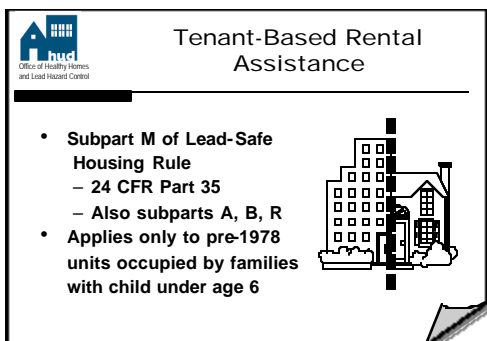 hud
Office of Healthy Homes
and Lead Hazard Control
Tenant-Based Rental
Assistance
• Subpart M of Lead-Safe
Housing Rule
– 24 CFR Part 35
– Also subparts A, B, R
• Applies only to pre-1978
units occupied by families
with child under age 6